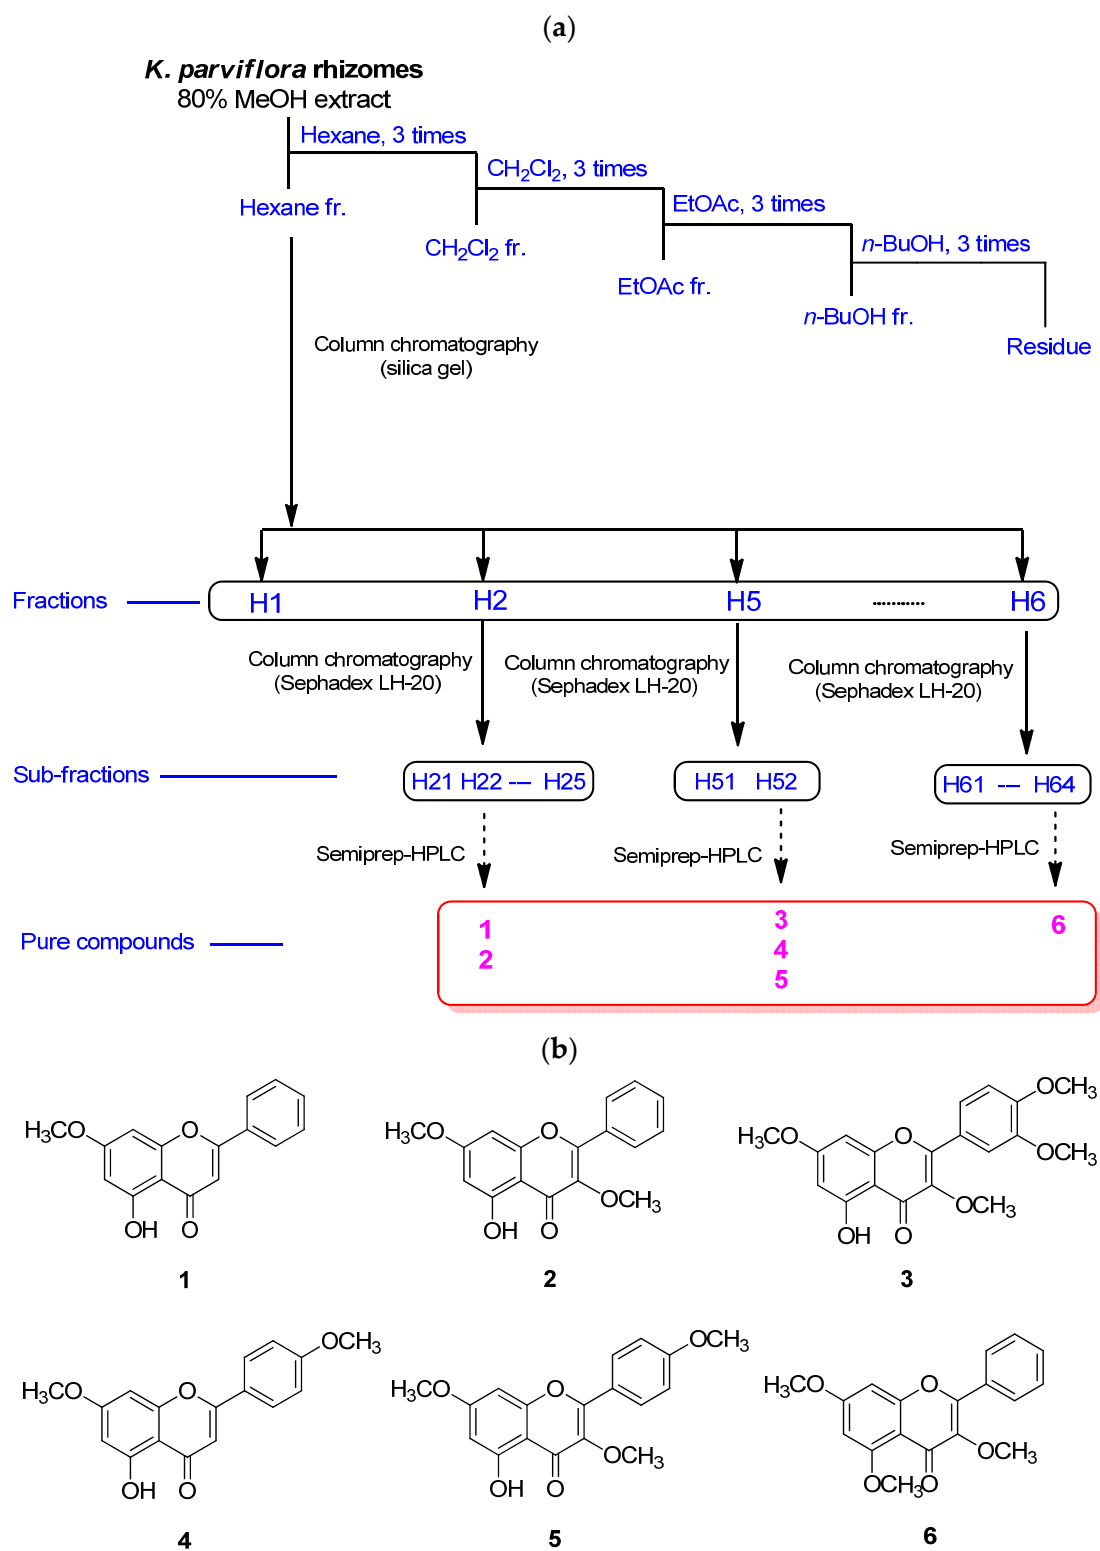 (a)
K. parviflora rhizomes
80% MeOH extract
Hexane, 3 times
CH2Cl2, 3 times
Hexane fr.
EtOAc, 3 times
CH2Cl2 fr.
n-BuOH, 3 times
EtOAc fr.
n-BuOH fr.
Residue
Column chromatography
(silica gel)
Fractions H1 H2 H5 ........... H6
Column chromatography
(Sephadex LH-20)
Column chromatography
(Sephadex LH-20)
Column chromatography
(Sephadex LH-20)
Sub-fractions H21 H22 --- H25 H51 H52 H61 --- H64
Semiprep-HPLC
Semiprep-HPLC
Semiprep-HPLC
Pure compounds
1
2
3
4
5
6
(b)
H3CO
O
OH
O
1
H3CO
O
OCH3
OH
O
2
OCH3
OCH3
H3CO
O
OCH3
OH
O
3
OCH3
H3CO
O
OH
O
4
OCH3
H3CO
O
OCH3
OH
O
5
H3CO
O
OCH3
OCH3
O
6